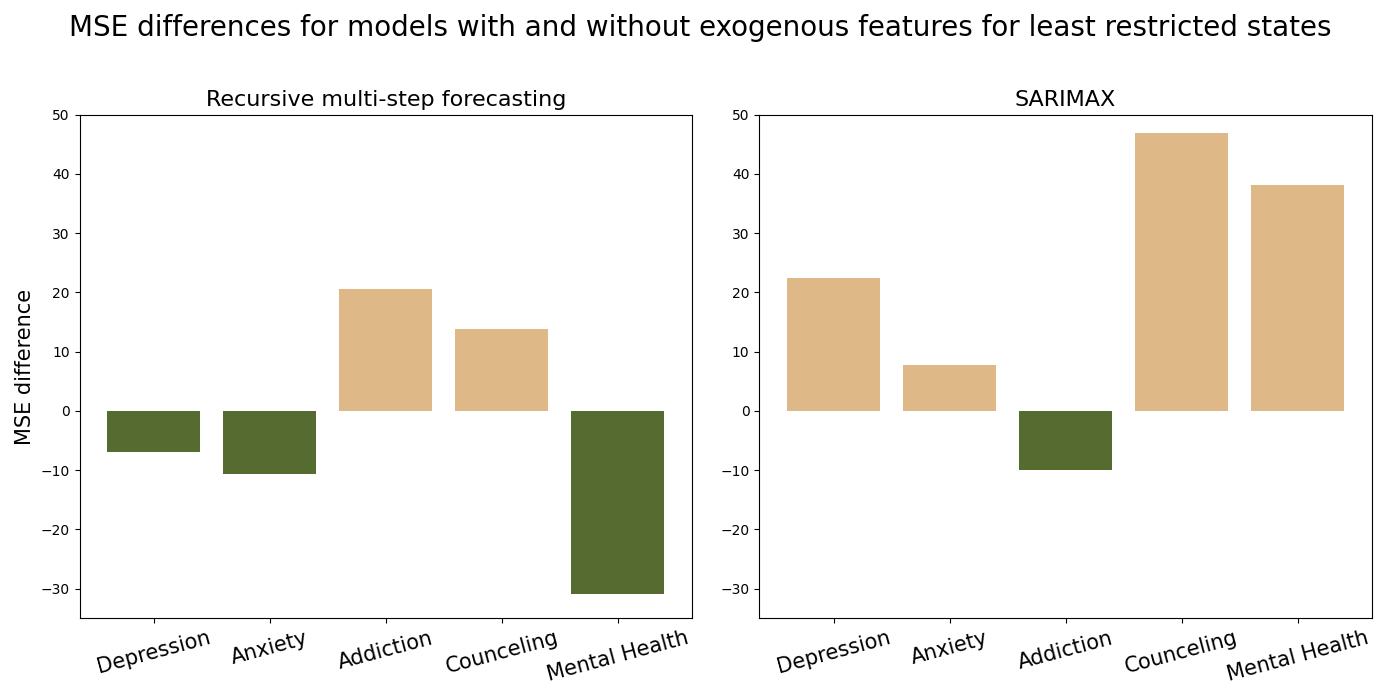 MSE differences for models with and without exogenous features for least restricted states
Recursive multi-step forecasting
MSE difference
50
40
30
20
10
0
−10
−20
−30
Depression
Anxiety
Addiction
Counceling
Mental Health
SARIMAX
50
40
30
20
10
0
−10
−20
−30
Depression
Anxiety
Addiction
Counceling
Mental Health